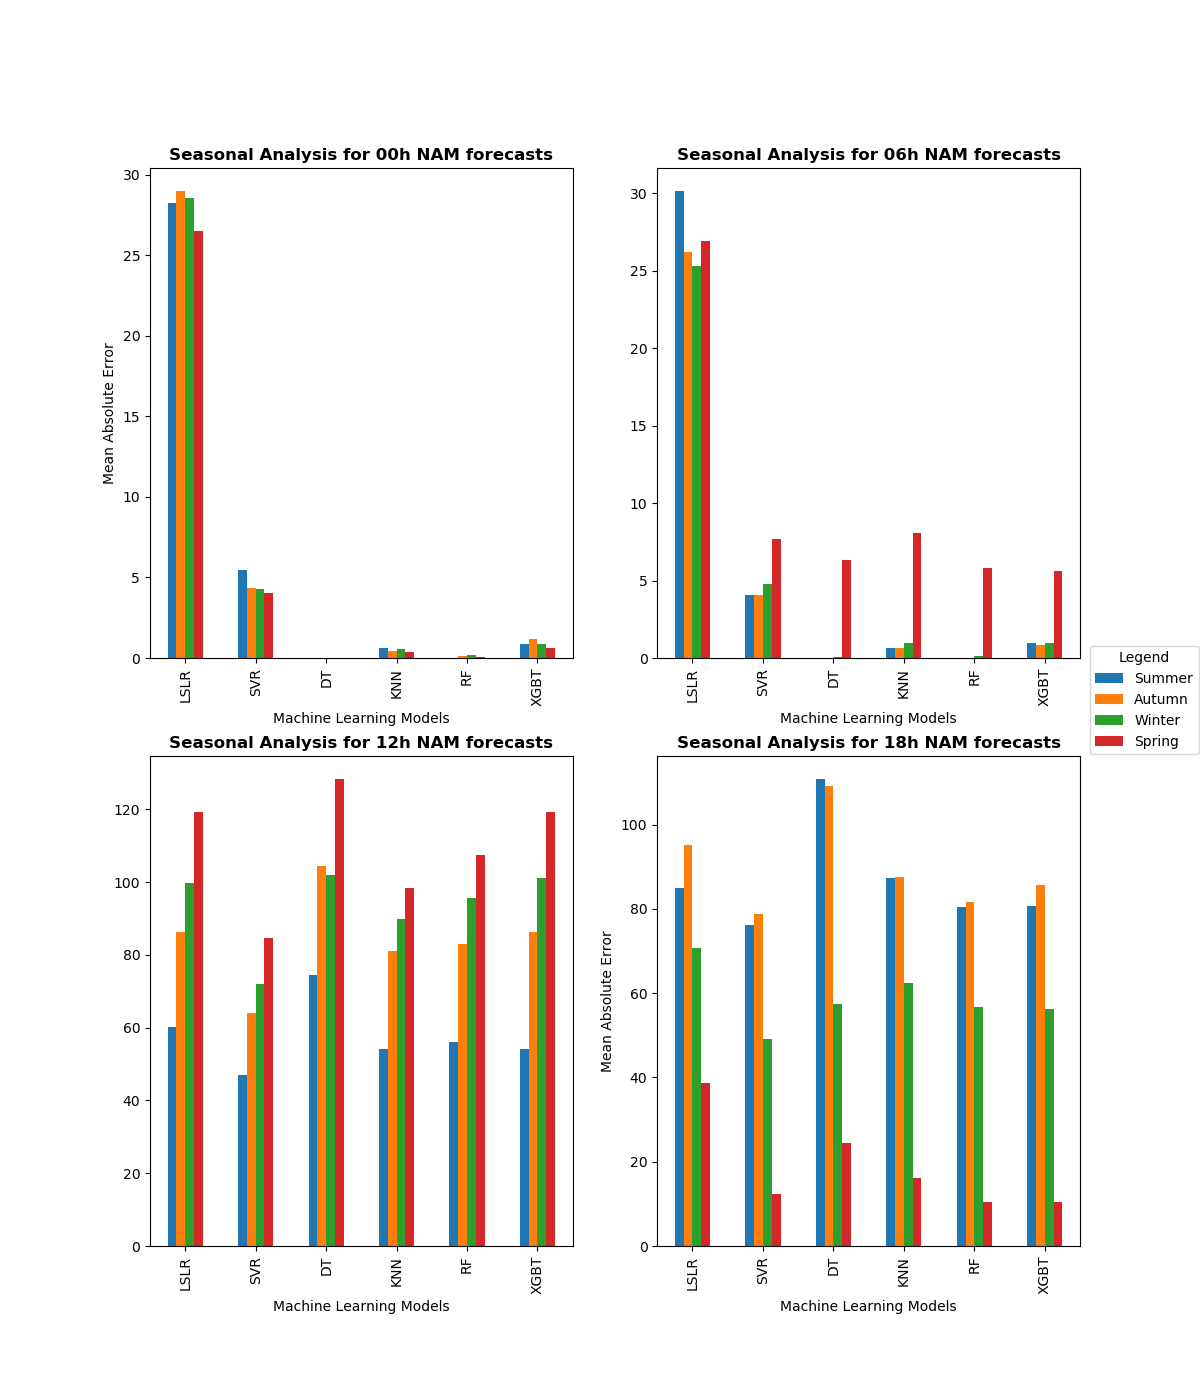 Seasonal Analysis for 00h NAM forecasts
30
25
20
15
10
5
0
Mean Absolute Error
LSLR
SVR
DT
KNN
RF
XGBT
Machine Learning Models
Seasonal Analysis for 06h NAM forecasts
30
25
20
15
10
5
0
LSLR
SVR
DT
KNN
RF
XGBT
Machine Learning Models
Legend
Summer
Autumn
Winter
Spring
Seasonal Analysis for 12h NAM forecasts
120
100
80
60
40
20
0
LSLR
SVR
DT
KNN
RF
XGBT
Machine Learning Models
Seasonal Analysis for 18h NAM forecasts
100
80
60
40
20
0
Mean Absolute Error
LSLR
SVR
DT
KNN
RF
XGBT
Machine Learning Models